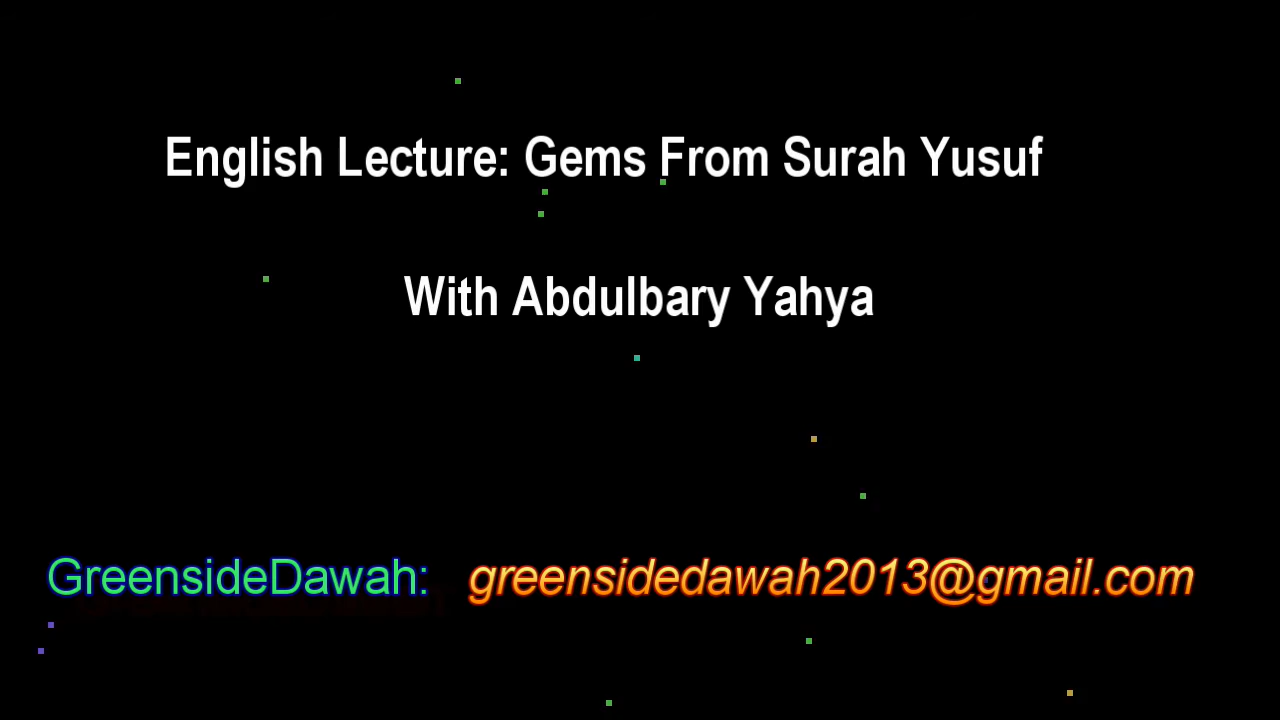 English Lecture: Gems From Surah Yusuf
With Abdulbary Yahya
GreensideDawah: greensidedawah2013@gmail.com